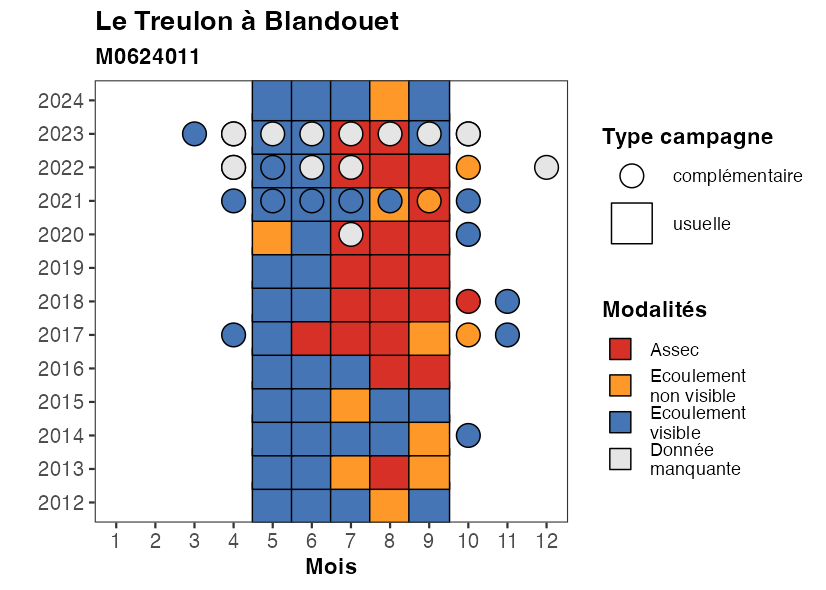 Le Treulon à Blandouet
M0624011
2024
2023
2022
2021
2020
2019
2018
2017
2016
2015
2014
2013
2012
1 2 3 4 5 6 7 8 9 10 11 12
Mois
Type campagne
complémentaire
usuelle
Modalités
Assec
Ecoulement
non visible
Ecoulement
visible
Donnée
manquante